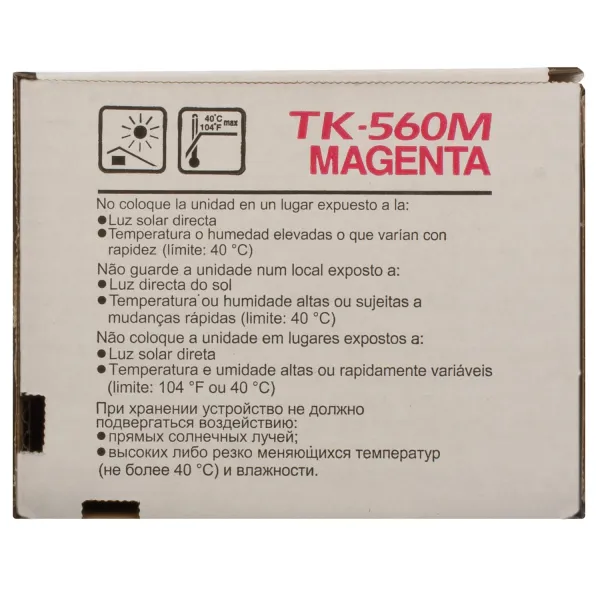 40°C
104°F
max
TK-560M
MAGENTA
No coloque la unidad en un lugar expuesto a la:
●Luz solar directa
●Temperatura o humedad elevadas o que varian con
rapidez (límite: 40 °C)
Não guarde a unidade num local exposto a:
● Luz directa do sol
● Temperatura ou humidade altas ou sujeitas a
mudanças rápidas (limite: 40 °C)
Não coloque a unidade em lugares expostos a:
● Luz solar direta
● Temperatura e umidade altas ou rapidamente variáveis
(limite: 104 °F ou 40 °C)
При хранении устройство не должно
подвергаться воздействию:
●прямых солнечных лучей;
●высоких либо резко меняющихся температур
(не более 40 °C) и влажности.